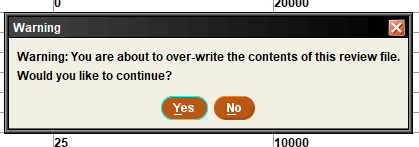 0 20000
Warning
Warning: You are about to over-write the contents of this review file.
Would you like to continue?
Yes No
25 10000